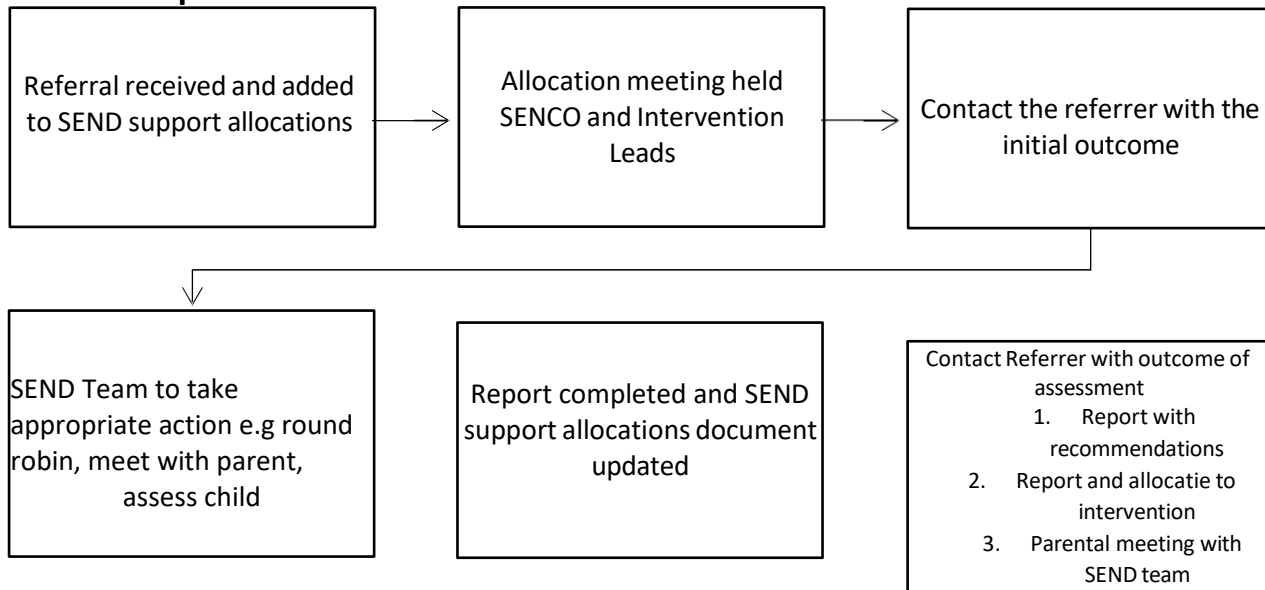 Referral received and added
to SEND support allocations
Allocation meeting held
SENCO and Intervention
Leads
Contact the referrer with the
initial outcome
SEND Team to take
appropriate action e.g round
robin, meet with parent,
assess child
Report completed and SEND
support allocations document
updated
Contact Referrer with outcome of
assessment
1. Report with
recommendations
2. Report and allocatie to
intervention
3. Parental meeting with
SEND team